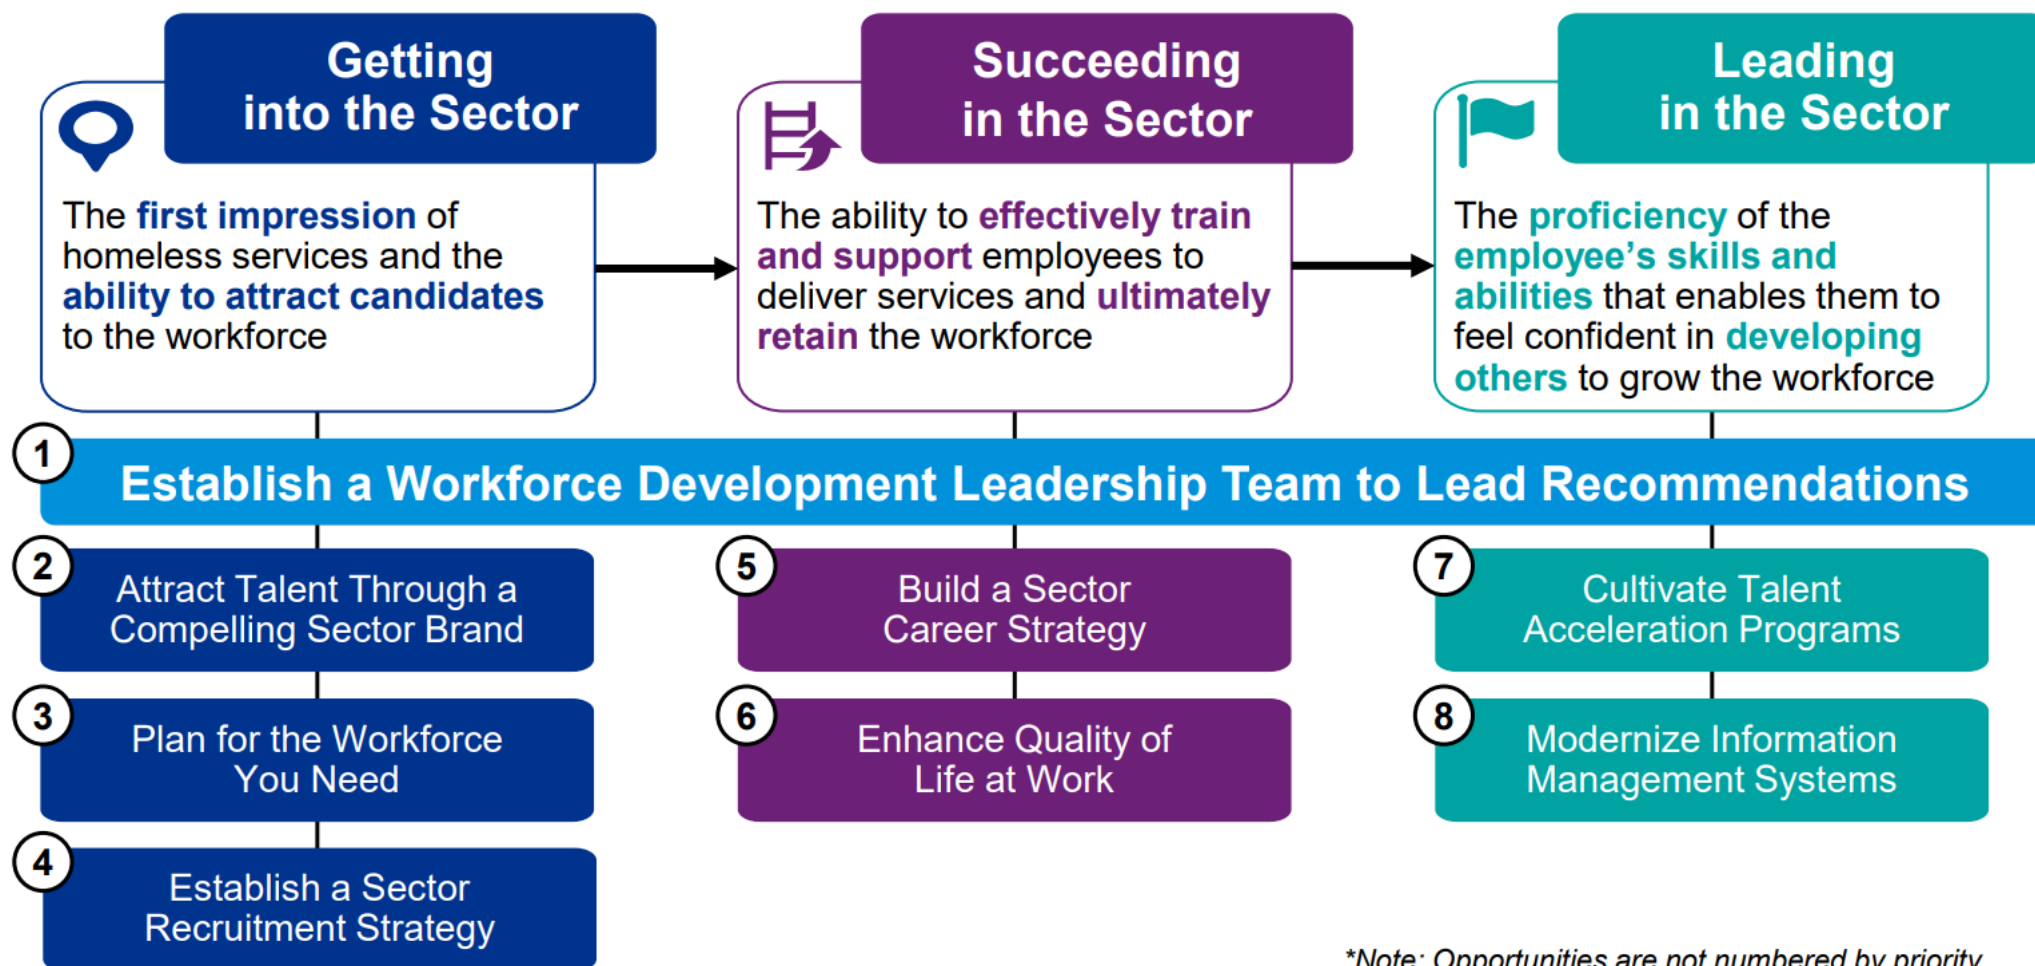 Getting
into the Sector
The first impression of
homeless services and the
ability to attract candidates
to the workforce
Succeeding
in the Sector
The ability to effectively train
and support employees to
deliver services and ultimately
retain the workforce
Leading
in the Sector
The proficiency of the
employee’s skills and
abilities that enables them to
feel confident in developing
others to grow the workforce
1
Establish a Workforce Development Leadership Team to Lead Recommendations
2
Attract Talent Through a
Compelling Sector Brand
3
Plan for the Workforce
You Need
4
Establish a Sector
Recruitment Strategy
5
Build a Sector
Career Strategy
6
Enhance Quality of
Life at Work
7
Cultivate Talent
Acceleration Programs
8
Modernize Information
Management Systems
*Note: Opportunities are not numbered by priority